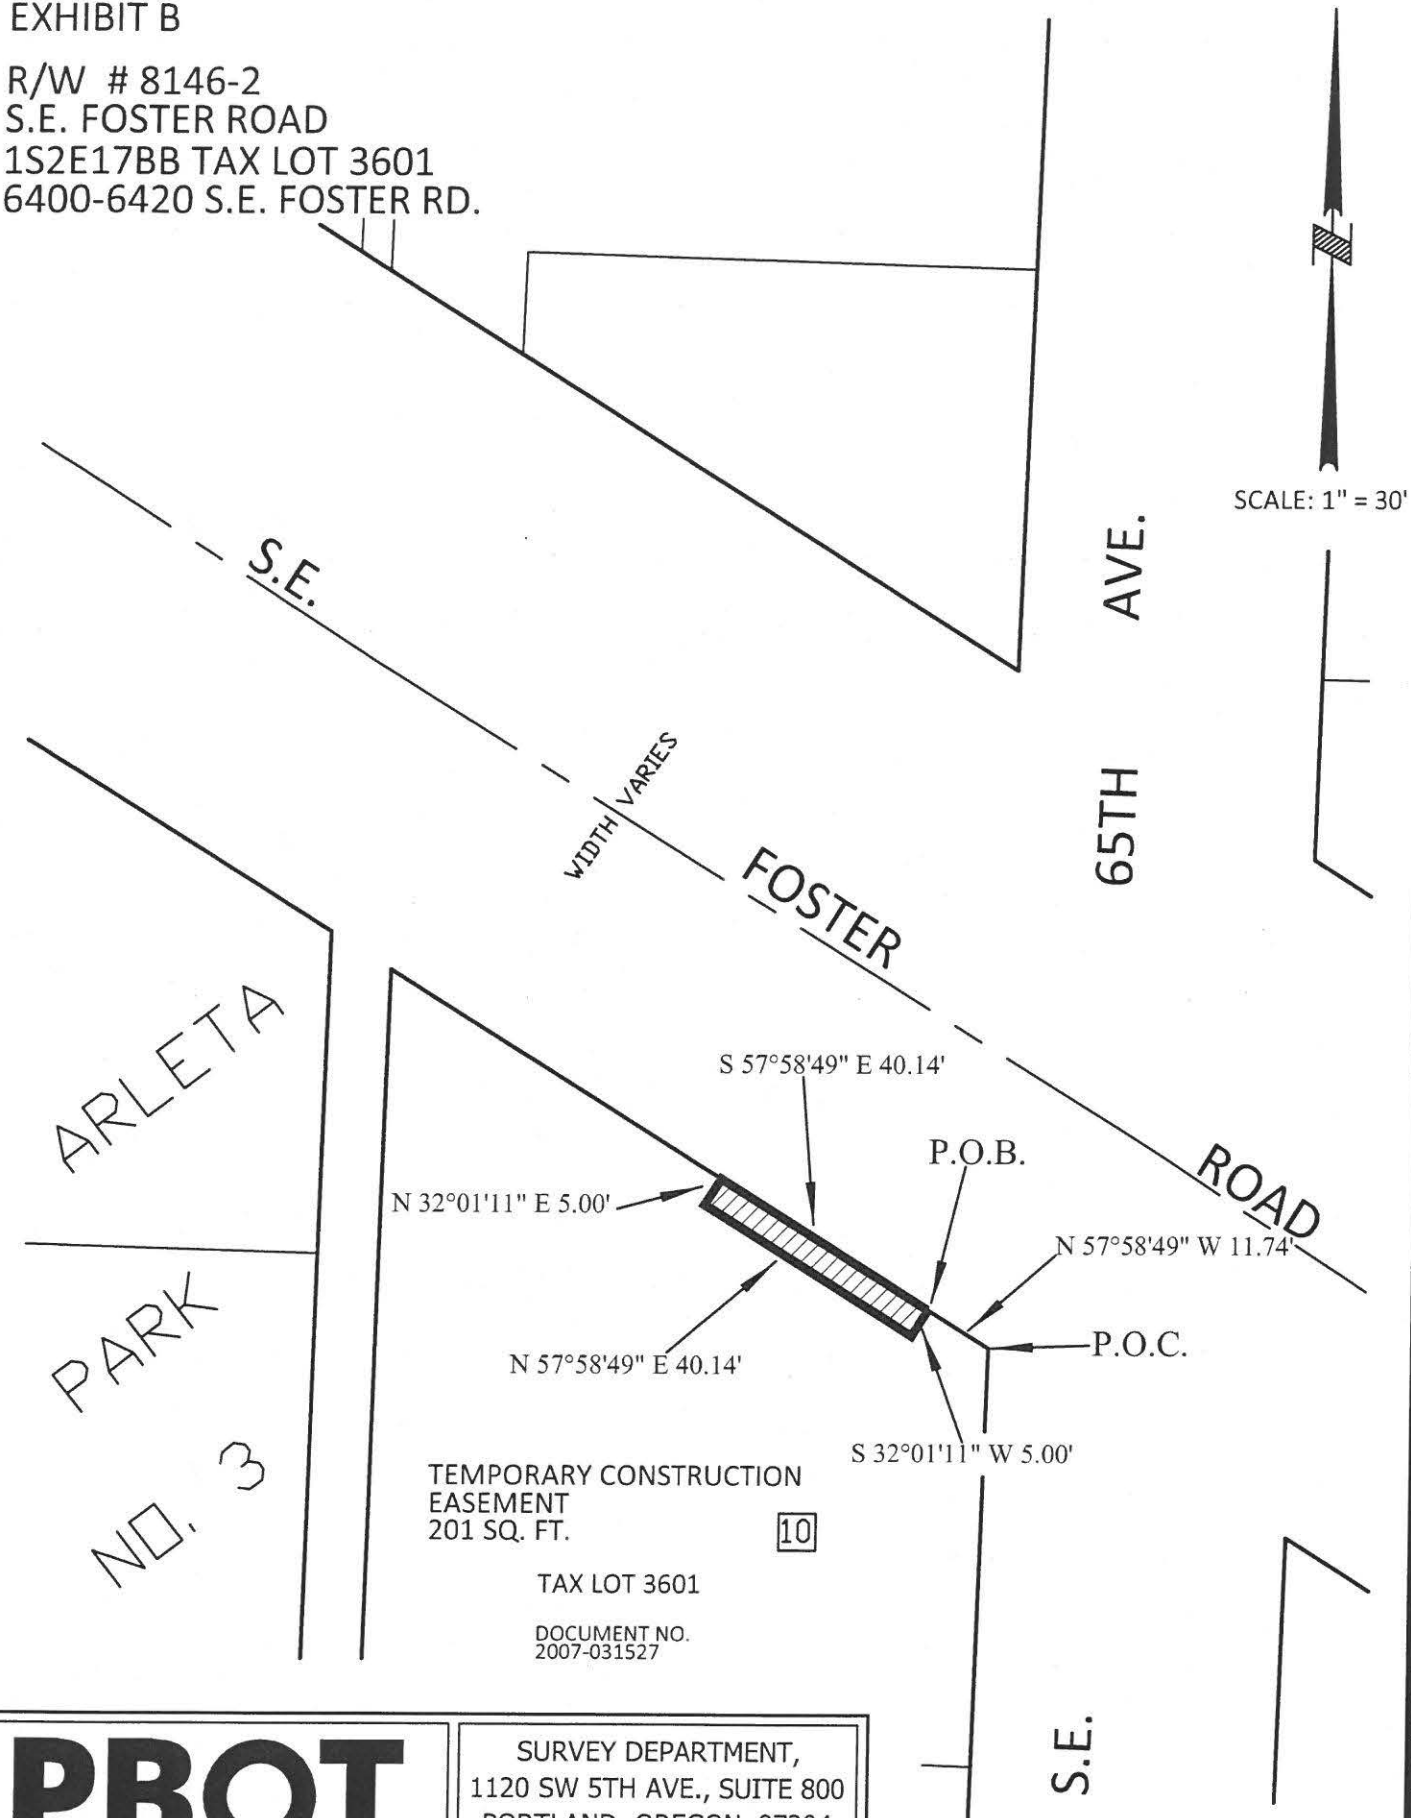 EXHIBIT B
R/W # 8146-2
S.E. FOSTER ROAD
1S2E17BB TAX LOT 3601
6400-6420 S.E. FOSTER RD.
SCALE: 1" = 30'
S.E. FOSTER ROAD
WIDTH VARIES
S.E. 65TH AVE.
ARLETA
PARK
NO. 3
S 57°58'49" E 40.14'
P.O.B.
N 32°01'11" E 5.00'
N 57°58'49" W 11.74'
P.O.C.
N 57°58'49" E 40.14'
S 32°01'11" W 5.00'
TEMPORARY CONSTRUCTION
EASEMENT
201 SQ. FT.
10
TAX LOT 3601
DOCUMENT NO.
2007-031527
PBOT
SURVEY DEPARTMENT,
1120 SW 5TH AVE., SUITE 800
PORTLAND, OREGON, 97204